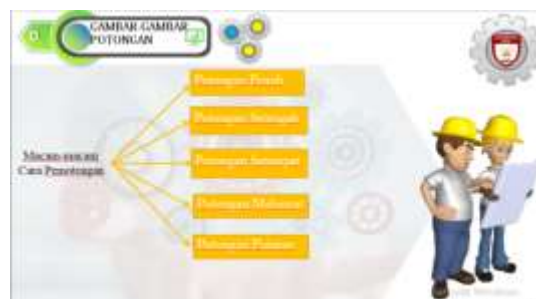 D
GAMBAR-GAMBAR
POTONGAN
Macam-macam
Cara Pemotongan
Potongan Penuh
Potongan Setengah
Potongan Setempat
Potongan Meloncat
Potongan Putaran